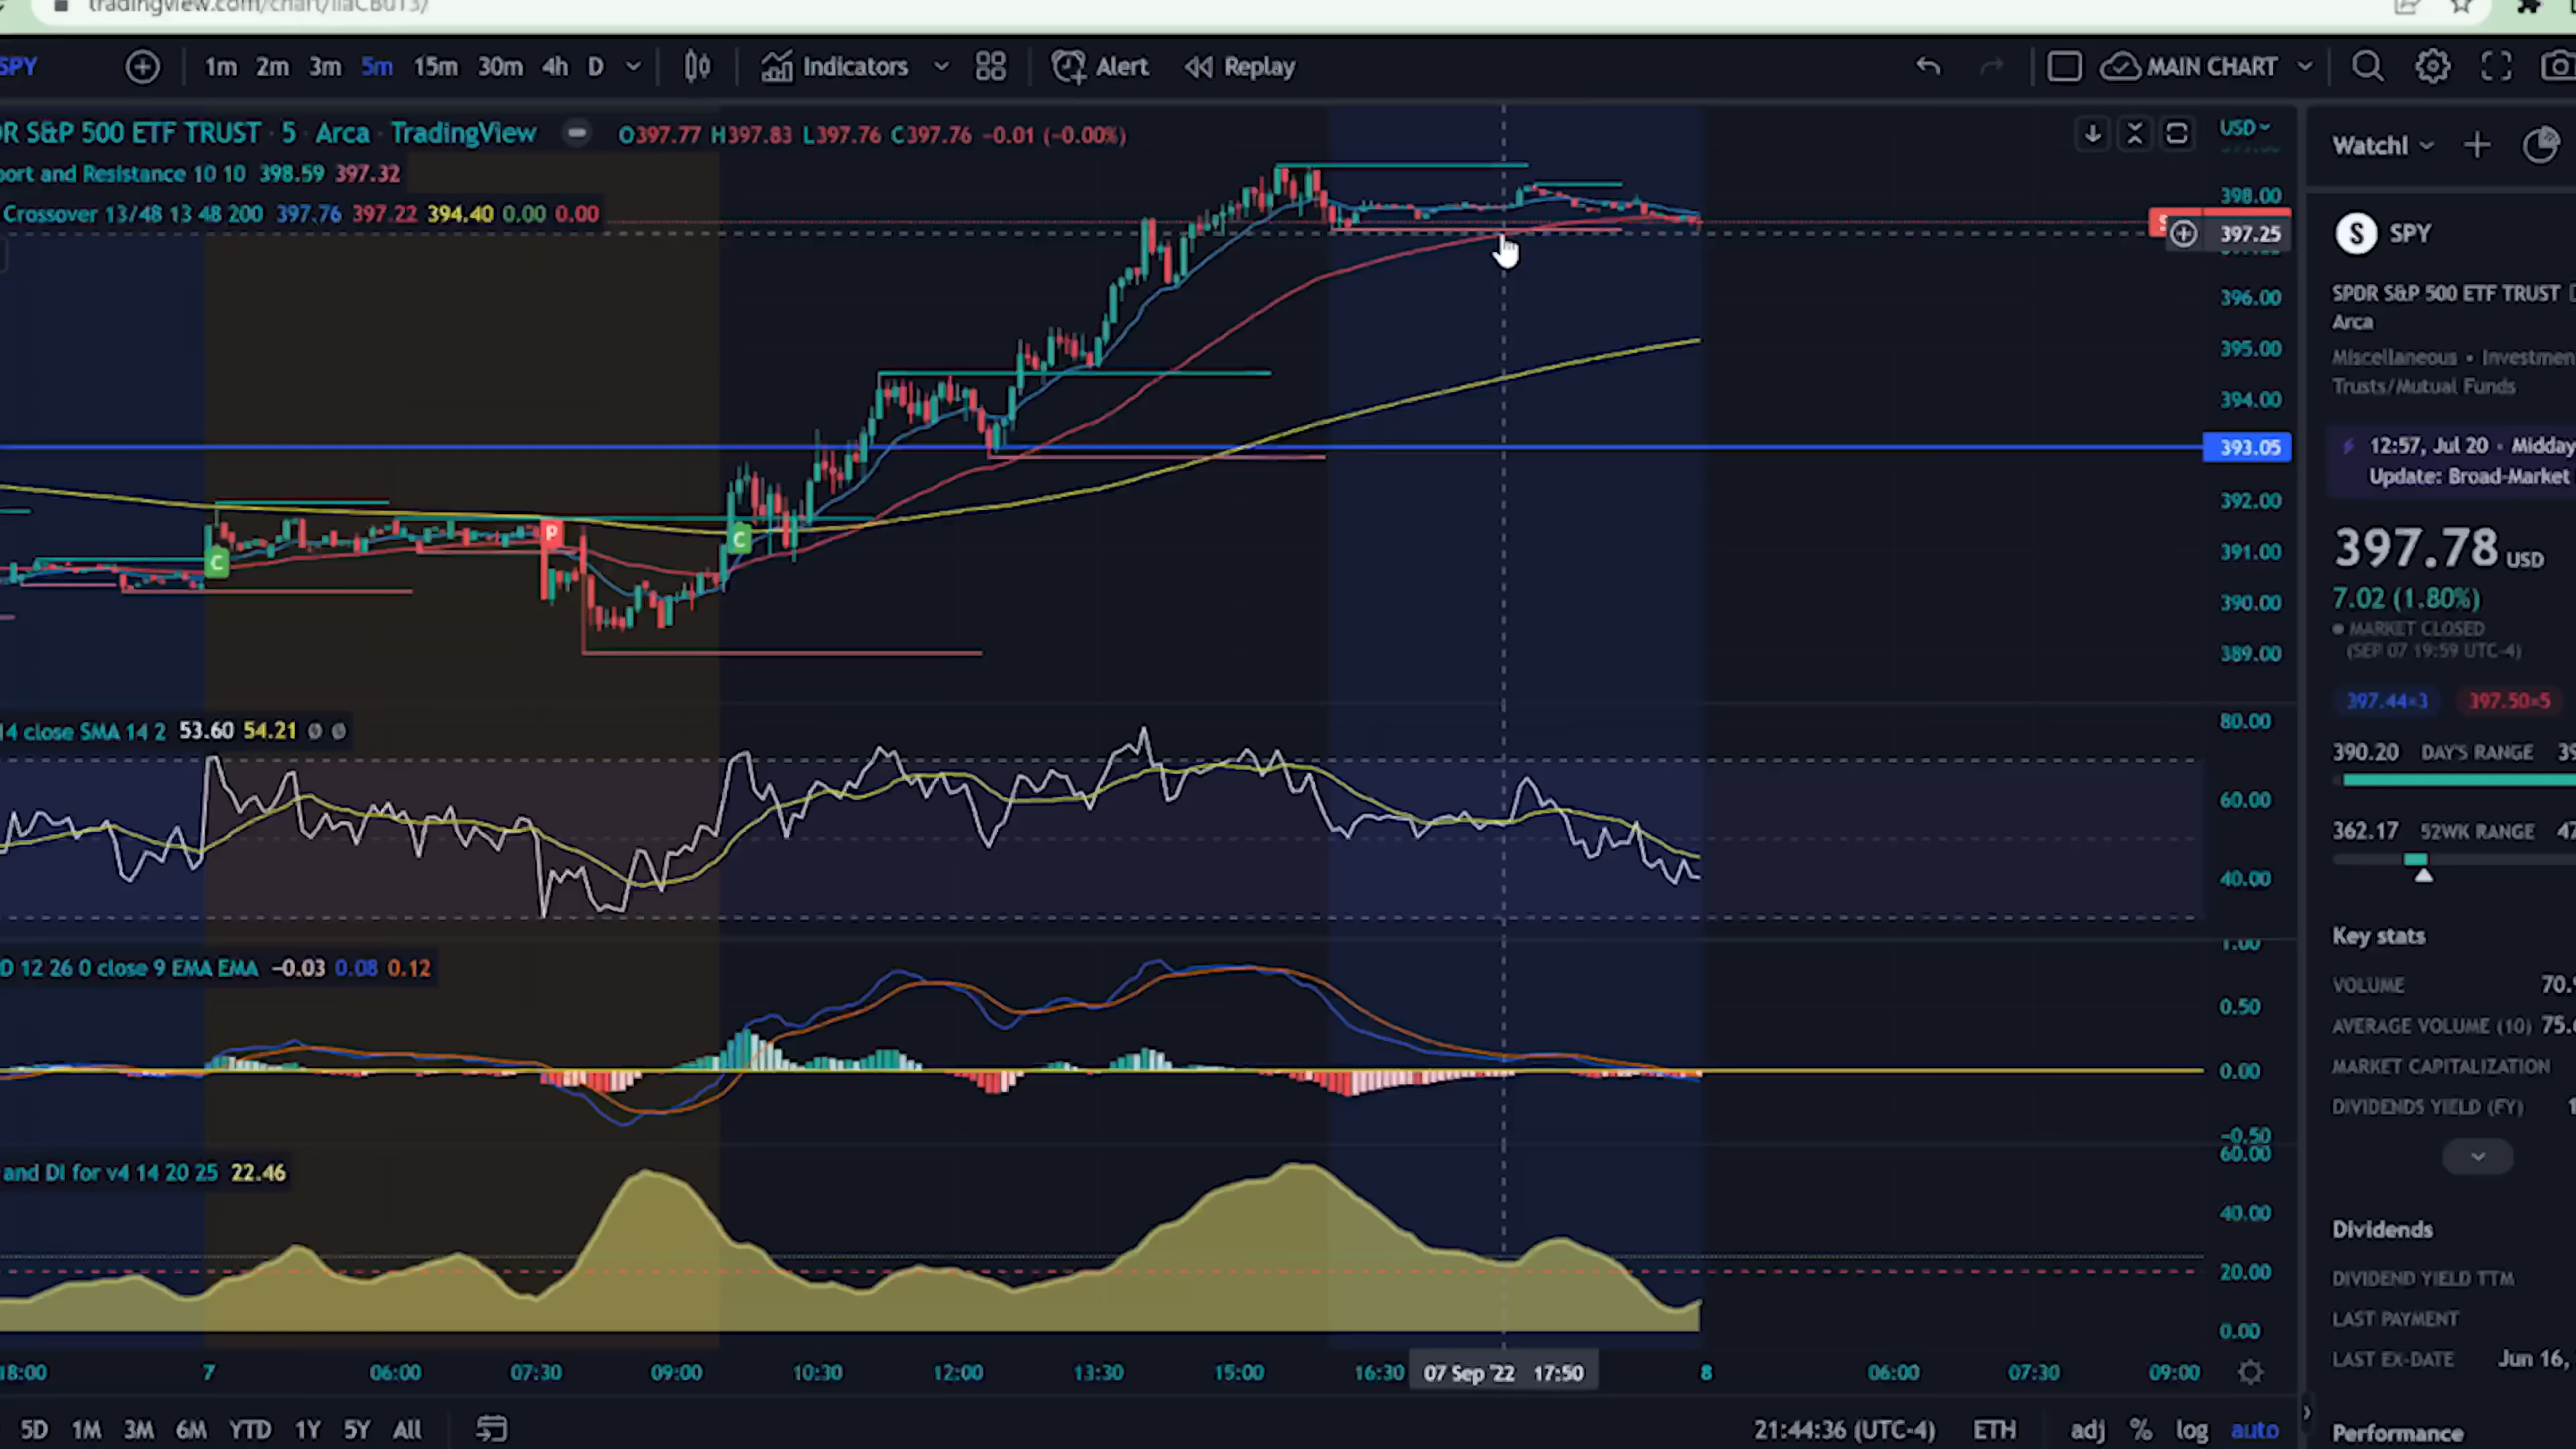 tradingview.com/chart/
SPY 1m 2m 3m 5m 15m 30m 4h D Indicators Alert Replay MAIN CHART
R S&P 500 ETF TRUST · 5 · Arca · TradingView O397.77 H397.83 L397.76 C397.76 −0.01 (−0.00%)
ort and Resistance 10 10 398.59 397.32
Crossover 13/48 13 48 200 397.76 397.22 394.40 0.00 0.00
USD
398.00
397.25
396.00
395.00
394.00
393.05
392.00
391.00
390.00
389.00
C
P
C
14 close SMA 14 2 53.60 54.21 ∅ ∅
80.00
60.00
40.00
D 12 26 0 close 9 EMA EMA −0.03 0.08 0.12
1.00
0.50
0.00
−0.50
and DI for v4 14 20 25 22.46
60.00
40.00
20.00
0.00
18:00 7 06:00 07:30 09:00 10:30 12:00 13:30 15:00 16:30 07 Sep '22 17:50 8 06:00 07:30 09:00
5D 1M 3M 6M YTD 1Y 5Y All 21:44:36 (UTC-4) ETH adj % log auto
Watchl
S SPY
SPDR S&P 500 ETF TRUST
Arca
Miscellaneous • Investmen
Trusts/Mutual Funds
12:57, Jul 20 · Midday
Update: Broad-Market
397.78 USD
7.02 (1.80%)
MARKET CLOSED
(SEP 07 19:59 UTC-4)
397.44×3 397.50×5
390.20 DAY'S RANGE 39
362.17 52WK RANGE 47
Key stats
VOLUME 70.
AVERAGE VOLUME (10) 75.
MARKET CAPITALIZATION
DIVIDENDS YIELD (FY) 1
Dividends
DIVIDEND YIELD TTM
LAST PAYMENT
LAST EX-DATE Jun 16,
Performance